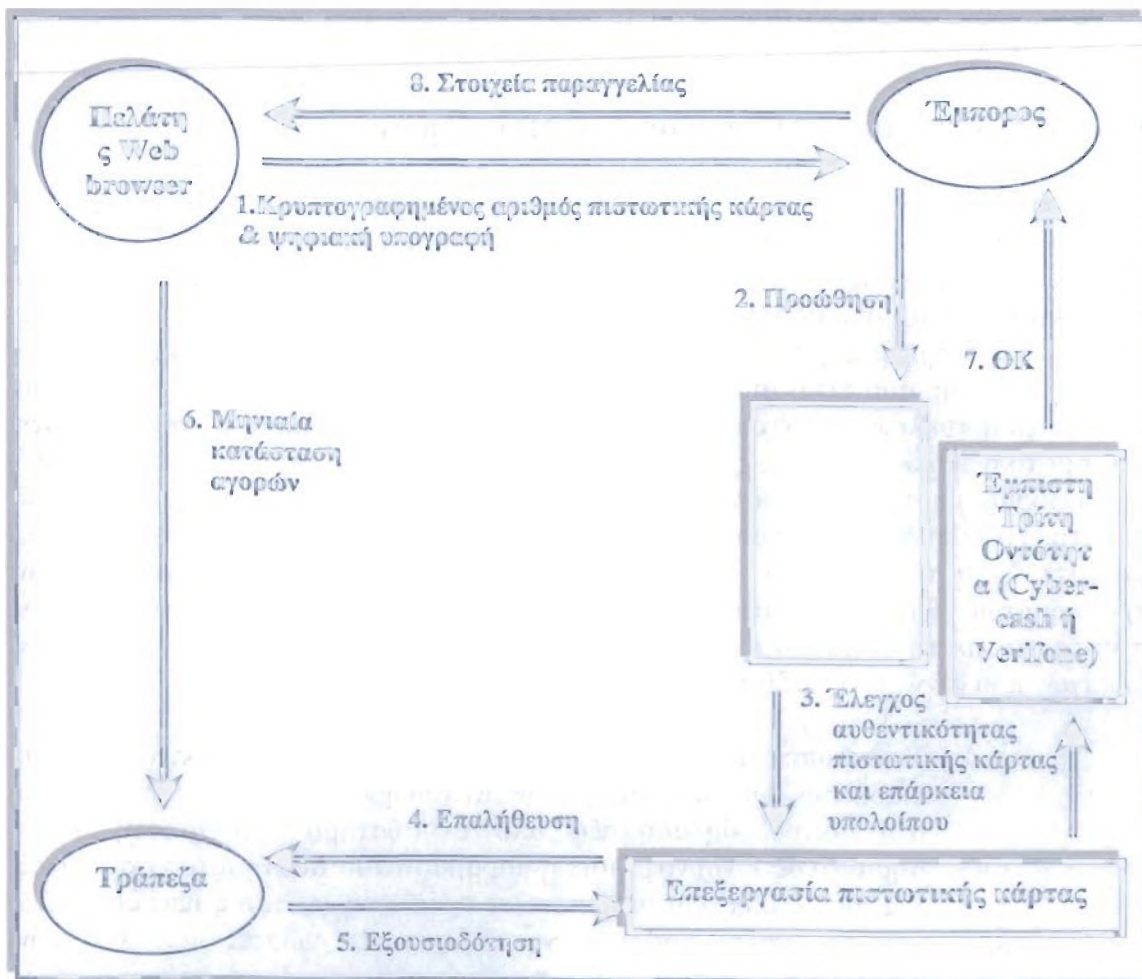 8. Στοιχεία παραγγελίας
Πελάτη
ς Web
browser
Έμπορος
1.Κρυπτογραφημένος αριθμός πιστωτικής κάρτας
& ψηφιακή υπογραφή
2. Προώθηση
7. OK
6. Μηνιαία
κατάσταση
αγορών
Έμπιστη
Τρίτη
Οντότητ
α (Cyber-
cash ή
Verifone)
3. Έλεγχος
αυθεντικότητας
πιστωτικής κάρτας
και επάρκεια
υπολοίπου
4. Επαλήθευση
Τράπεζα
Επεξεργασία πιστωτικής κάρτας
5. Εξουσιοδότηση